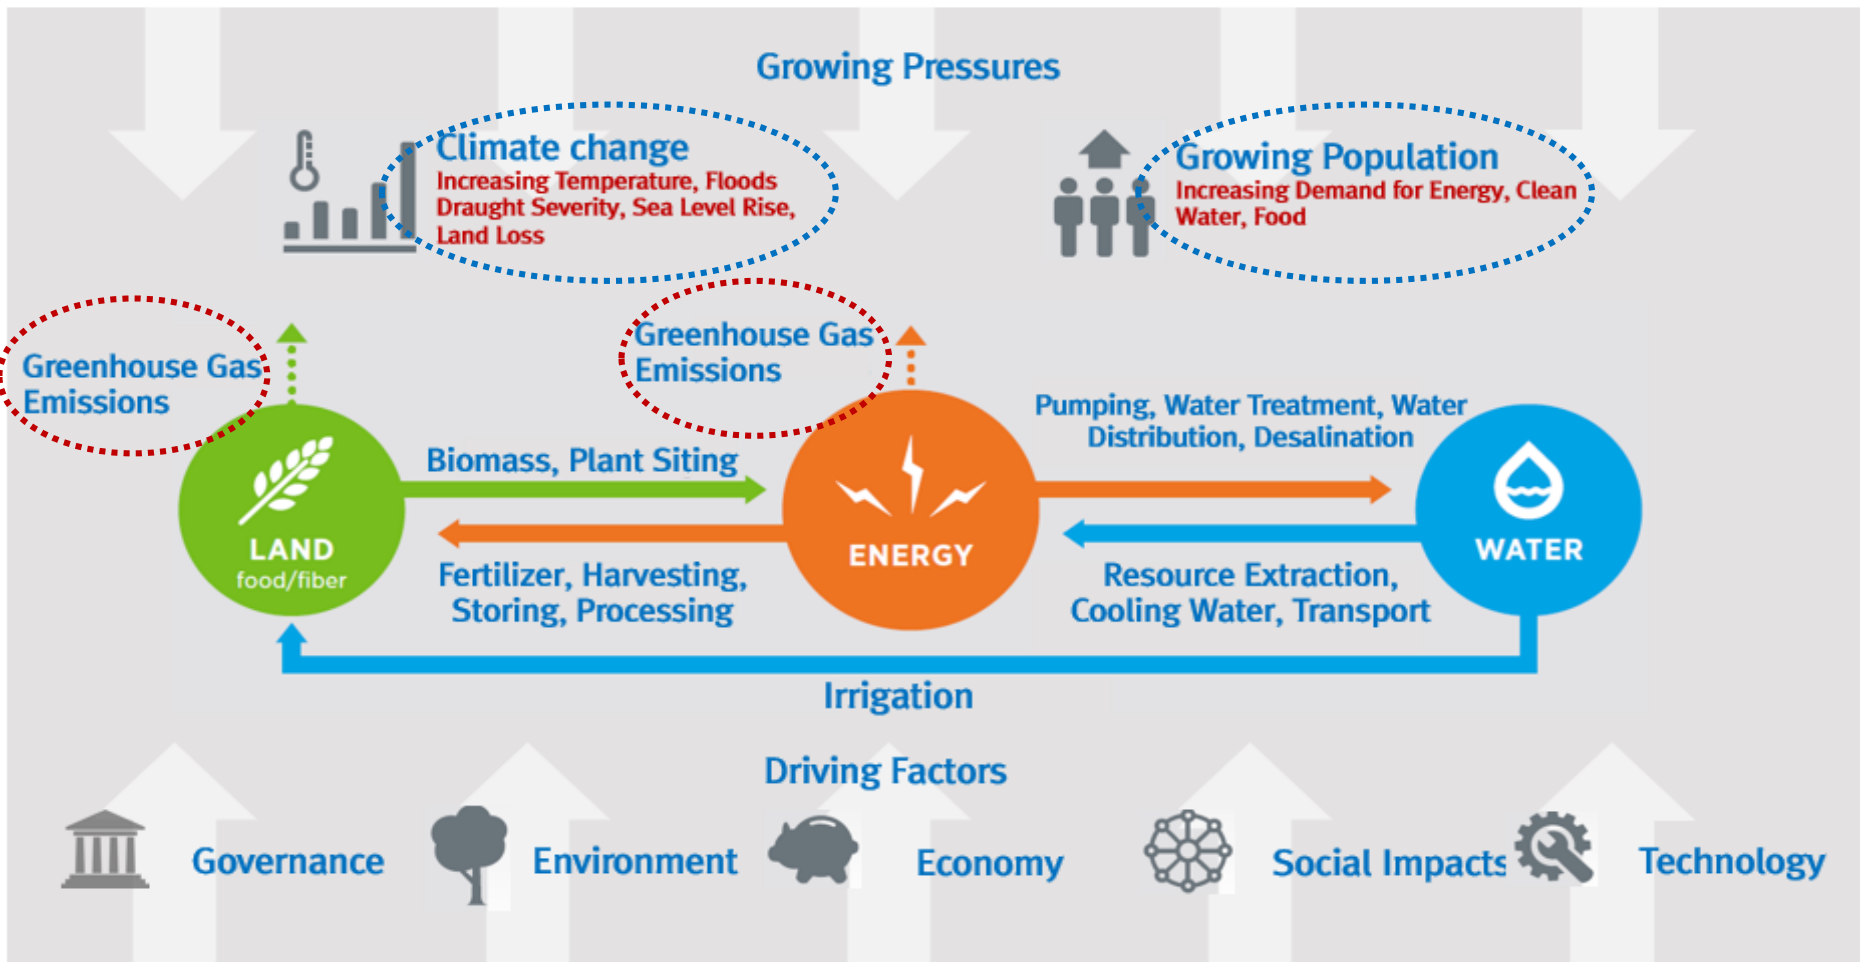 Growing Pressures
Climate change
Increasing Temperature, Floods
Draught Severity, Sea Level Rise,
Land Loss
Growing Population
Increasing Demand for Energy, Clean
Water, Food
Greenhouse Gas
Emissions
Greenhouse Gas
Emissions
Pumping, Water Treatment, Water
Distribution, Desalination
Biomass, Plant Siting
LAND
food/fiber
ENERGY
WATER
Fertilizer, Harvesting,
Storing, Processing
Resource Extraction,
Cooling Water, Transport
Irrigation
Driving Factors
Governance
Environment
Economy
Social Impacts
Technology